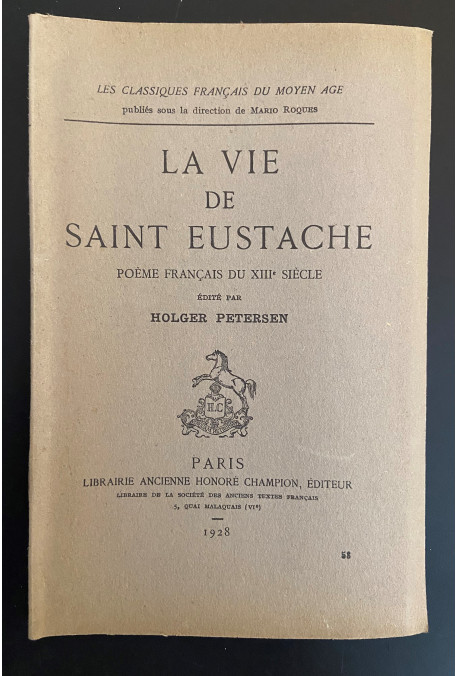 LES CLASSIQUES FRANÇAIS DU MOYEN AGE
publiés sous la direction de MARIO ROQUES
LA VIE
DE
SAINT EUSTACHE
POÈME FRANÇAIS DU XIIIᵉ SIÈCLE
ÉDITÉ PAR
HOLGER PETERSEN
H.C
PARIS
LIBRAIRIE ANCIENNE HONORÉ CHAMPION, ÉDITEUR
LIBRAIRE DE LA SOCIÉTÉ DES ANCIENS TEXTES FRANÇAIS
5, QUAI MALAQUAIS (VIᵉ)
1928
58